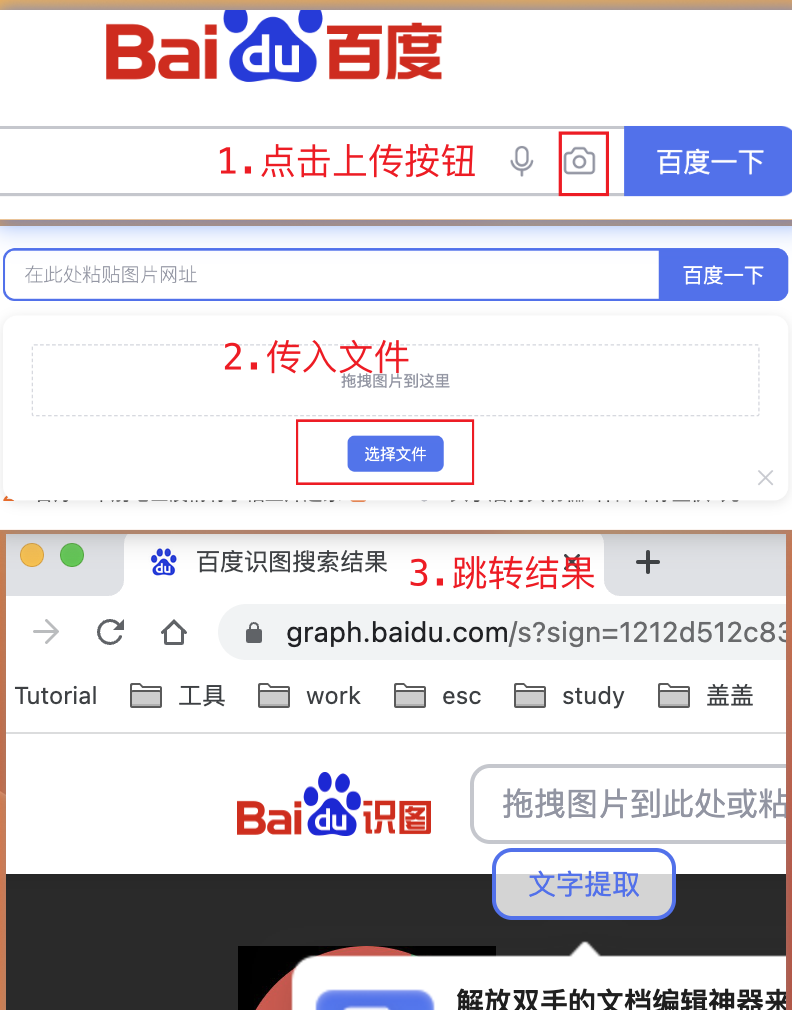 Bai du 百度
1.点击上传按钮
百度一下
在此处粘贴图片网址
百度一下
2.传入文件
拖拽图片到这里
选择文件
百度识图搜索结果
3.跳转结果
graph.baidu.com/s?sign=1212d512c83
Tutorial 工具 work esc study 盖盖
Bai du 识图
拖拽图片到此处或粘
文字提取
解放双手的文档编辑神器来